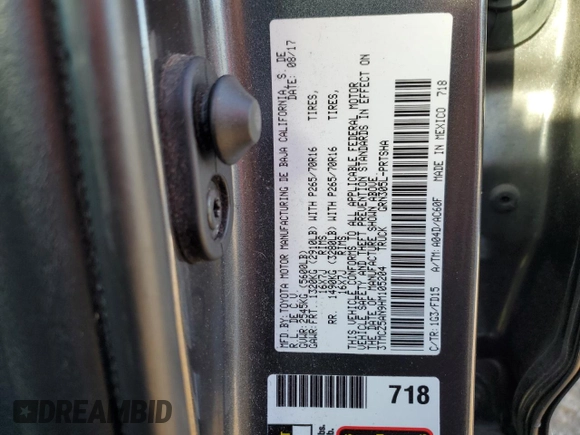 MFD.BY:TOYOTA MOTOR MANUFACTURING DE BAJA CALIFORNIA, S. DE
R.L. DE C.V. DATE: 08/17
GVWR:2545KG(5600LB)
GAWR:FRT. 1320KG (2910LB) WITH P265/70R16 TIRES,
16X7J RIMS,
RR. 1490KG (3280LB) WITH P265/70R16 TIRES,
16X7J RIMS,
THIS VEHICLE CONFORMS TO ALL APPLICABLE FEDERAL MOTOR
VEHICLE SAFETY AND THEFT PREVENTION STANDARDS IN EFFECT ON
THE DATE OF MANUFACTURE SHOWN ABOVE.
3TMCZ5AN9HM105204 TRUCK GRN305L-PRTSHA
C/TR:1G3/FD15 A/TM:A04D/AC60F MADE IN MEXICO 718
718
DREAMBID